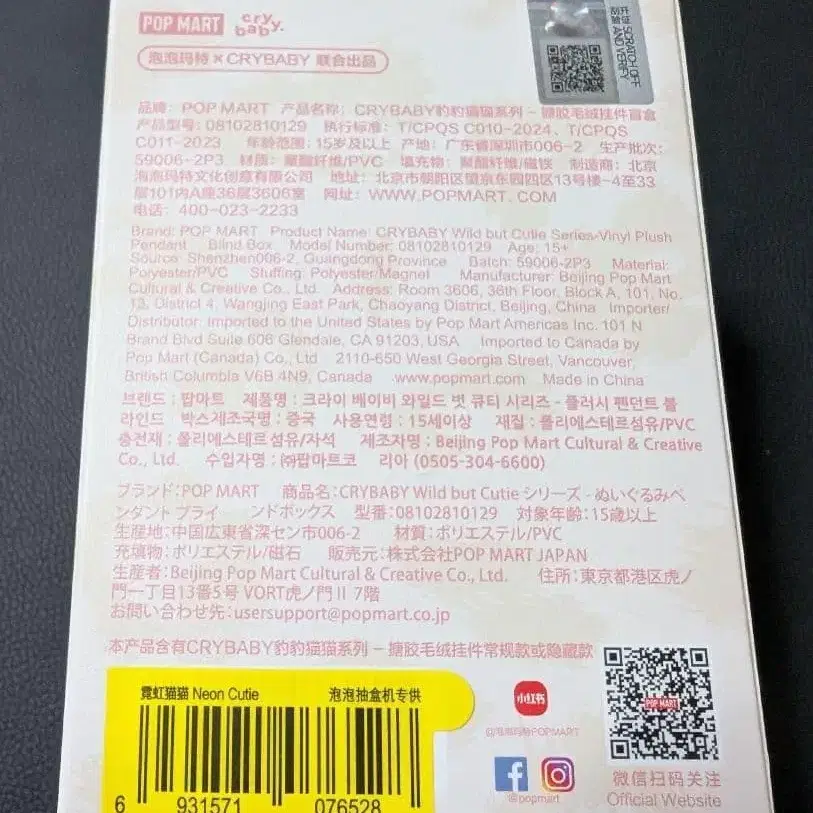 POP MART cry baby.
泡泡玛特×CRYBABY 联合出品
刮开涂层
验证 SCRATCH OFF
AND VERIFY
品牌：POP MART 产品名称：CRYBABY豹豹猫猫系列 – 搪胶毛绒挂件盲盒
产品型号：08102810129 执行标准：T/CPQS C010-2024、T/CPQS
C011-2023 年龄范围：15岁及以上 产地：广东省深圳市006-2 生产批次：
59006-2P3 材质：聚酯纤维/PVC 填充物：聚酯纤维/磁铁 制造商：北京
泡泡玛特文化创意有限公司 地址：北京市朝阳区望京东园四区13号楼-4至33
层101内A座36层3606室 网址：WWW.POPMART.COM
电话：400-023-2233
Brand: POP MART Product Name: CRYBABY Wild but Cutie Series-Vinyl Plush
Pendant Blind Box Model Number: 08102810129 Age: 15+
Source: Shenzhen006-2, Guangdong Province Batch: 59006-2P3 Material:
Polyester/PVC Stuffing: Polyester/Magnet Manufacturer: Beijing Pop Mart
Cultural & Creative Co., Ltd. Address: Room 3606, 36th Floor, Block A, 101, No.
13, District 4, Wangjing East Park, Chaoyang District, Beijing, China Importer/
Distributor: Imported to the United States by Pop Mart Americas Inc. 101 N
Brand Blvd Suite 606 Glendale, CA 91203, USA Imported to Canada by
Pop Mart (Canada) Co., Ltd 2110-650 West Georgia Street, Vancouver,
British Columbia V6B 4N9, Canada www.popmart.com Made in China
브랜드 : 팝마트 제품명 : 크라이 베이비 와일드 벗 큐티 시리즈 - 플러시 펜던트 블
라인드 박스제조국명 : 중국 사용연령 : 15세이상 재질 : 폴리에스테르섬유/PVC
충전재 : 폴리에스테르섬유/자석 제조자명 : Beijing Pop Mart Cultural & Creative
Co., Ltd. 수입자명 : ㈜팝마트코 리아 (0505-304-6600)
ブランド:POP MART 商品名:CRYBABY Wild but Cutie シリーズ - ぬいぐるみペ
ンダント ブライ ンドボックス 型番:08102810129 対象年齢:15歳以上
生産地:中国広東省深セン市006-2 材質:ポリエステル/PVC
充填物:ポリエステル/磁石 販売元:株式会社POP MART JAPAN
生産者:Beijing Pop Mart Cultural & Creative Co., Ltd. 住所:東京都港区虎ノ
門一丁目13番5号 VORT虎ノ門Ⅱ 7階
お問い合わせ先:usersupport@popmart.co.jp
本产品含有CRYBABY豹豹猫猫系列 – 搪胶毛绒挂件常规款或隐藏款
霓虹猫猫 Neon Cutie 泡泡抽盒机专供
6 931571 076528
小红书
@泡泡玛特POPMART
@popmart
POP MART
微信扫码关注
Official Website